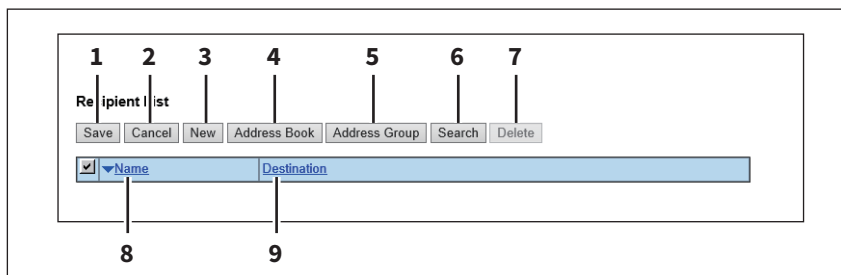 1 2 3 4 5 6 7
Recipient List
Save Cancel New Address Book Address Group Search Delete
Name Destination
8 9